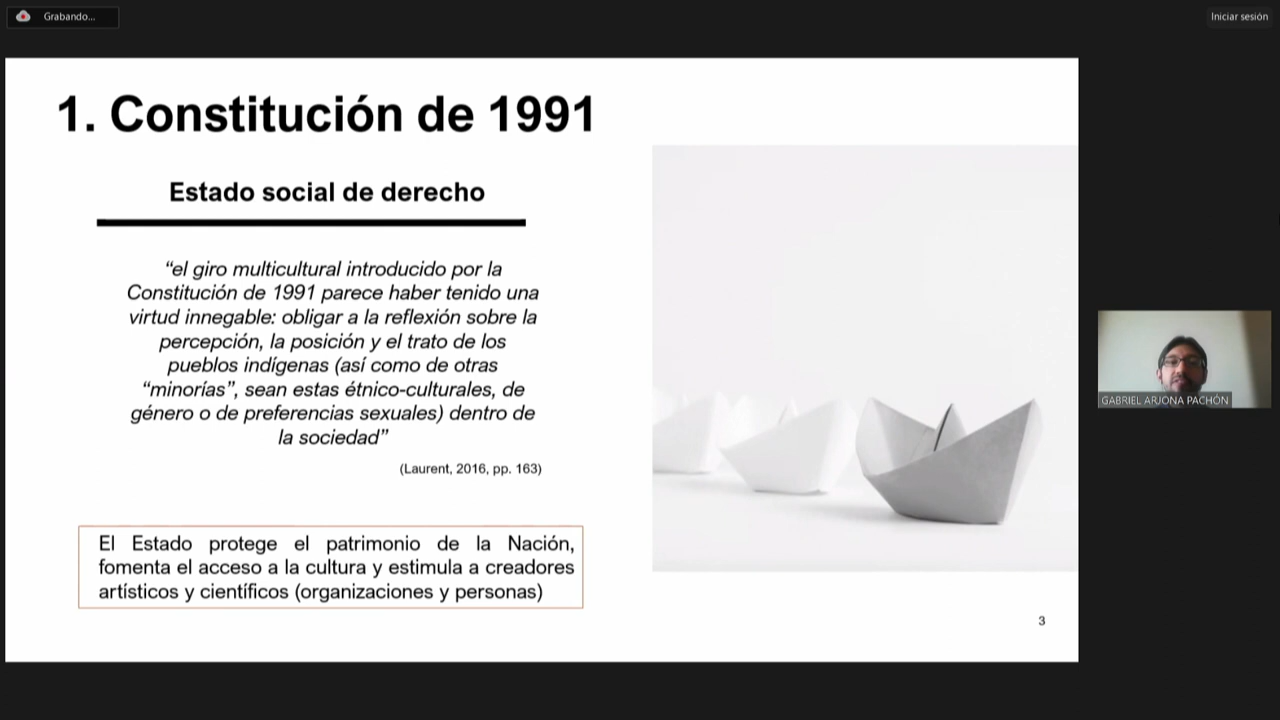 Grabando...
Iniciar sesión
1. Constitución de 1991
Estado social de derecho
“el giro multicultural introducido por la
Constitución de 1991 parece haber tenido una
virtud innegable: obligar a la reflexión sobre la
percepción, la posición y el trato de los
pueblos indígenas (así como de otras
“minorías”, sean estas étnico-culturales, de
género o de preferencias sexuales) dentro de
la sociedad”
(Laurent, 2016, pp. 163)
El Estado protege el patrimonio de la Nación,
fomenta el acceso a la cultura y estimula a creadores
artísticos y científicos (organizaciones y personas)
3
GABRIEL ARJONA PACHÓN